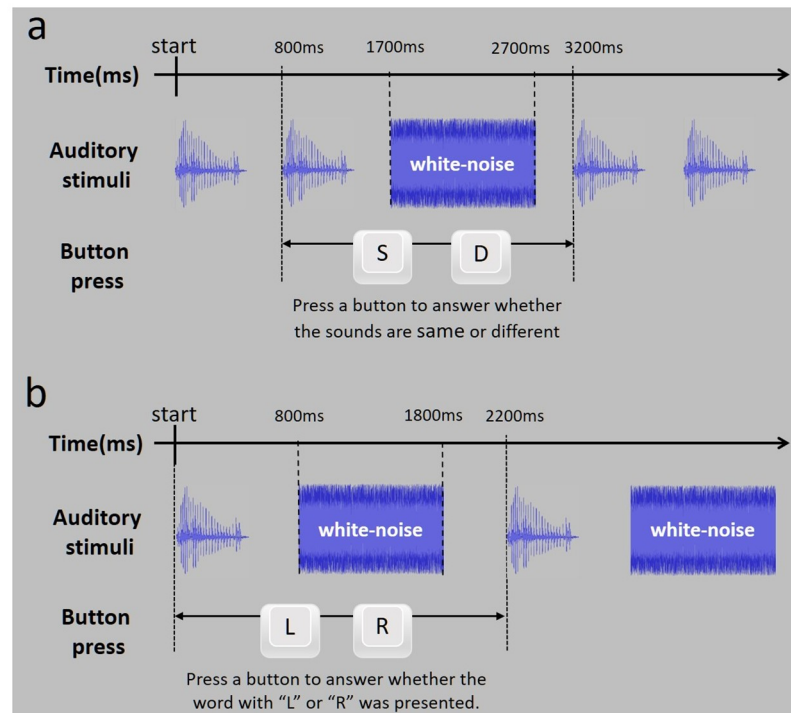 a
start 800ms 1700ms 2700ms 3200ms
Time(ms)
Auditory
stimuli
white-noise
Button
press
S D
Press a button to answer whether
the sounds are same or different
b
start 800ms 1800ms 2200ms
Time(ms)
Auditory
stimuli
white-noise white-noise
Button
press
L R
Press a button to answer whether the
word with “L” or “R” was presented.